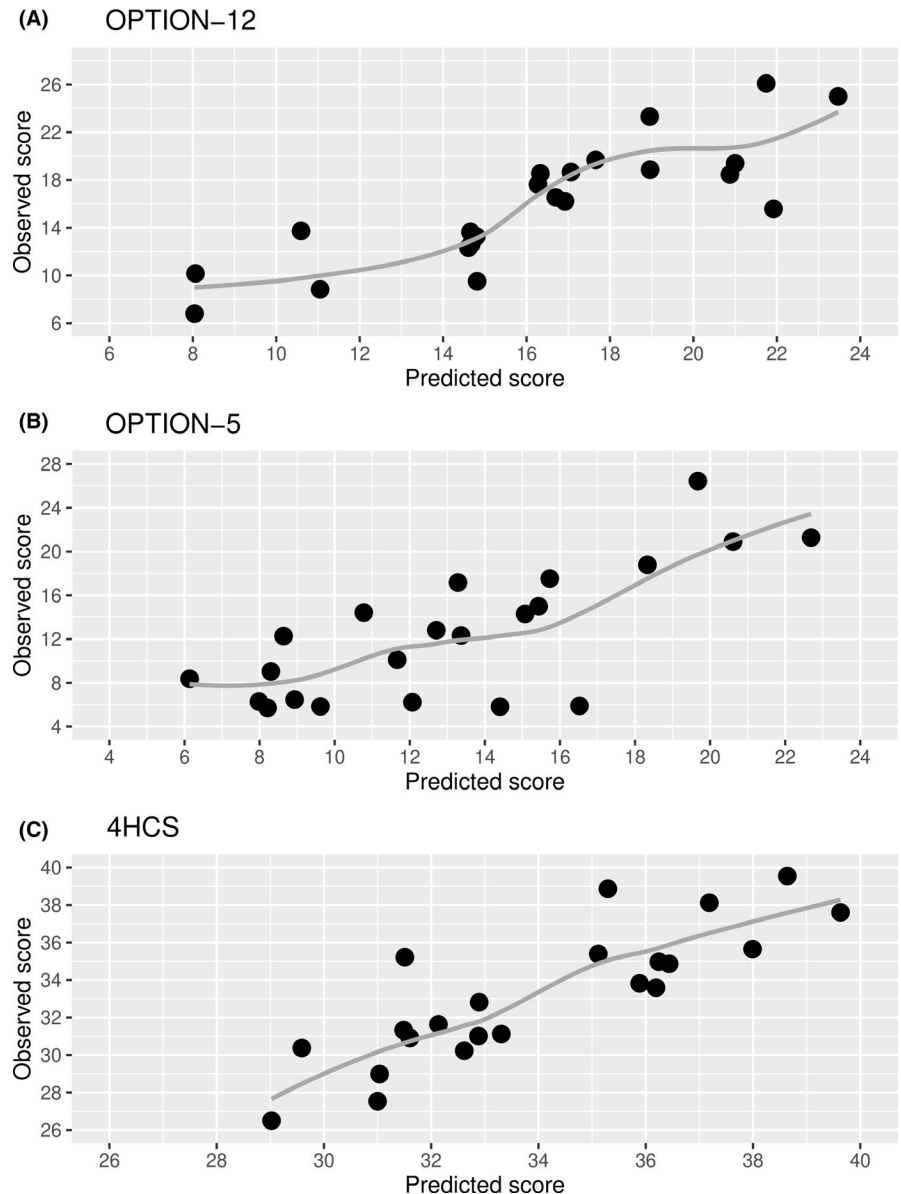 (A) OPTION−12
26
22
18
14
10
6
Observed score
6 8 10 12 14 16 18 20 22 24
Predicted score
(B) OPTION−5
28
24
20
16
12
8
4
Observed score
4 6 8 10 12 14 16 18 20 22 24
Predicted score
(C) 4HCS
40
38
36
34
32
30
28
26
Observed score
26 28 30 32 34 36 38 40
Predicted score